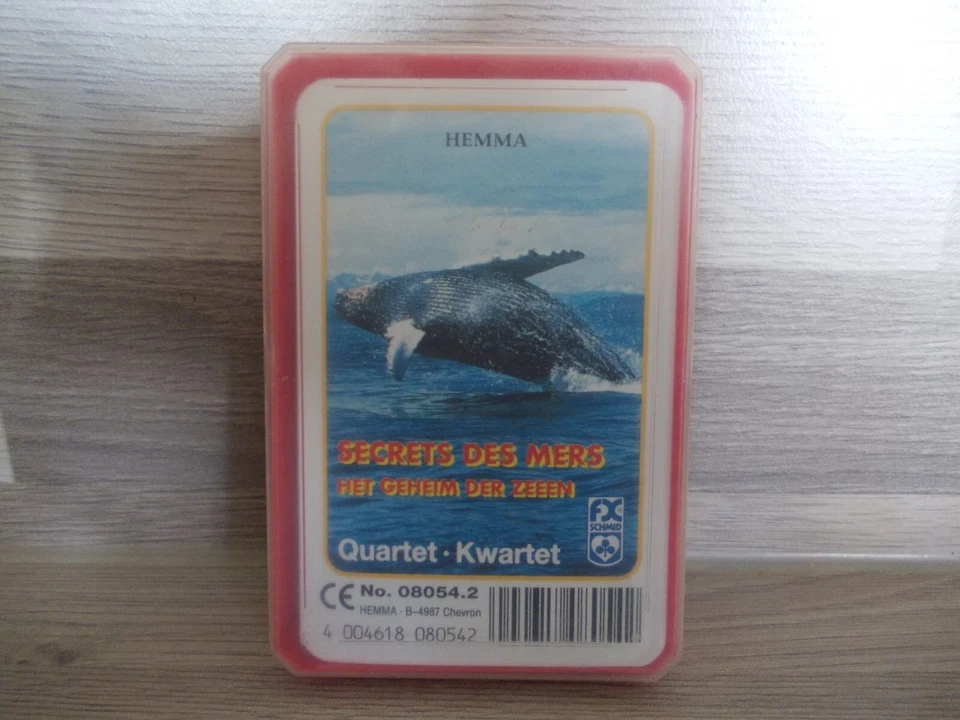 HEMMA
SECRETS DES MERS
HET GEHEIM DER ZEEEN
FX
SCHMID
Quartet · Kwartet
CE No. 08054.2
HEMMA · B-4987 Chevron
4 004618 080542